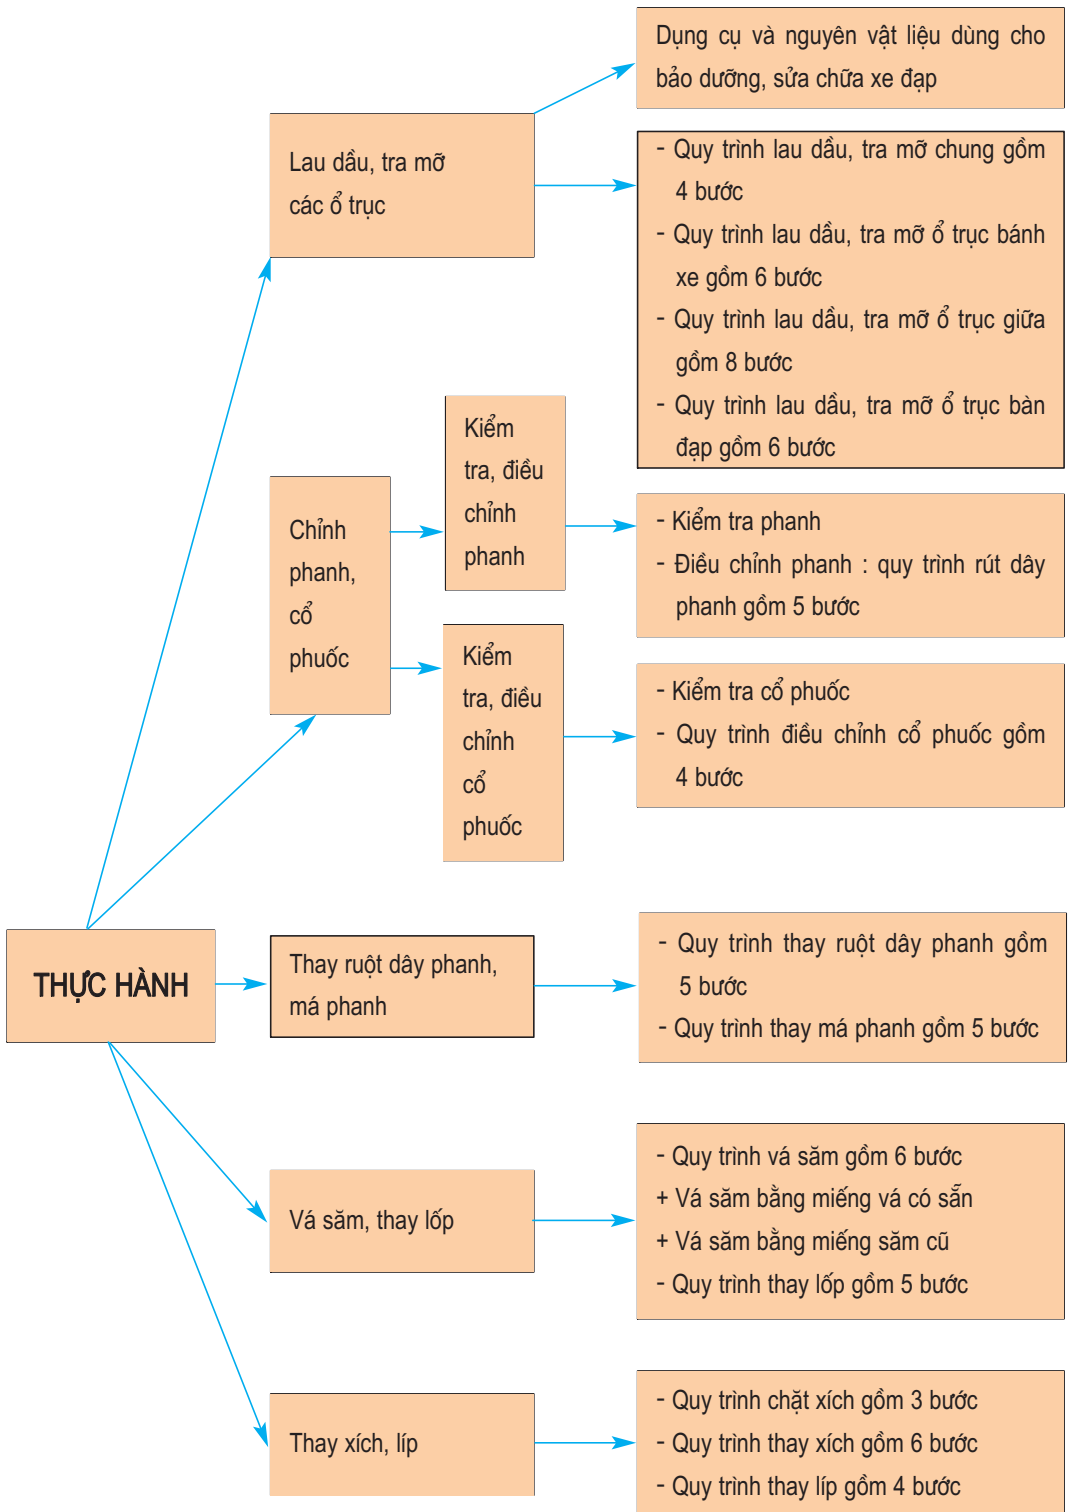 Dụng cụ và nguyên vật liệu dùng cho
bảo dưỡng, sửa chữa xe đạp
Lau dầu, tra mỡ
các ổ trục
- Quy trình lau dầu, tra mỡ chung gồm
4 bước
- Quy trình lau dầu, tra mỡ ổ trục bánh
xe gồm 6 bước
- Quy trình lau dầu, tra mỡ ổ trục giữa
gồm 8 bước
- Quy trình lau dầu, tra mỡ ổ trục bàn
đạp gồm 6 bước
Chỉnh
phanh,
cổ
phuốc
Kiểm
tra, điều
chỉnh
phanh
- Kiểm tra phanh
- Điều chỉnh phanh : quy trình rút dây
phanh gồm 5 bước
Kiểm
tra, điều
chỉnh
cổ
phuốc
- Kiểm tra cổ phuốc
- Quy trình điều chỉnh cổ phuốc gồm
4 bước
THỰC HÀNH
Thay ruột dây phanh,
má phanh
- Quy trình thay ruột dây phanh gồm
5 bước
- Quy trình thay má phanh gồm 5 bước
Vá săm, thay lốp
- Quy trình vá săm gồm 6 bước
+ Vá săm bằng miếng vá có sẵn
+ Vá săm bằng miếng săm cũ
- Quy trình thay lốp gồm 5 bước
Thay xích, líp
- Quy trình chặt xích gồm 3 bước
- Quy trình thay xích gồm 6 bước
- Quy trình thay líp gồm 4 bước